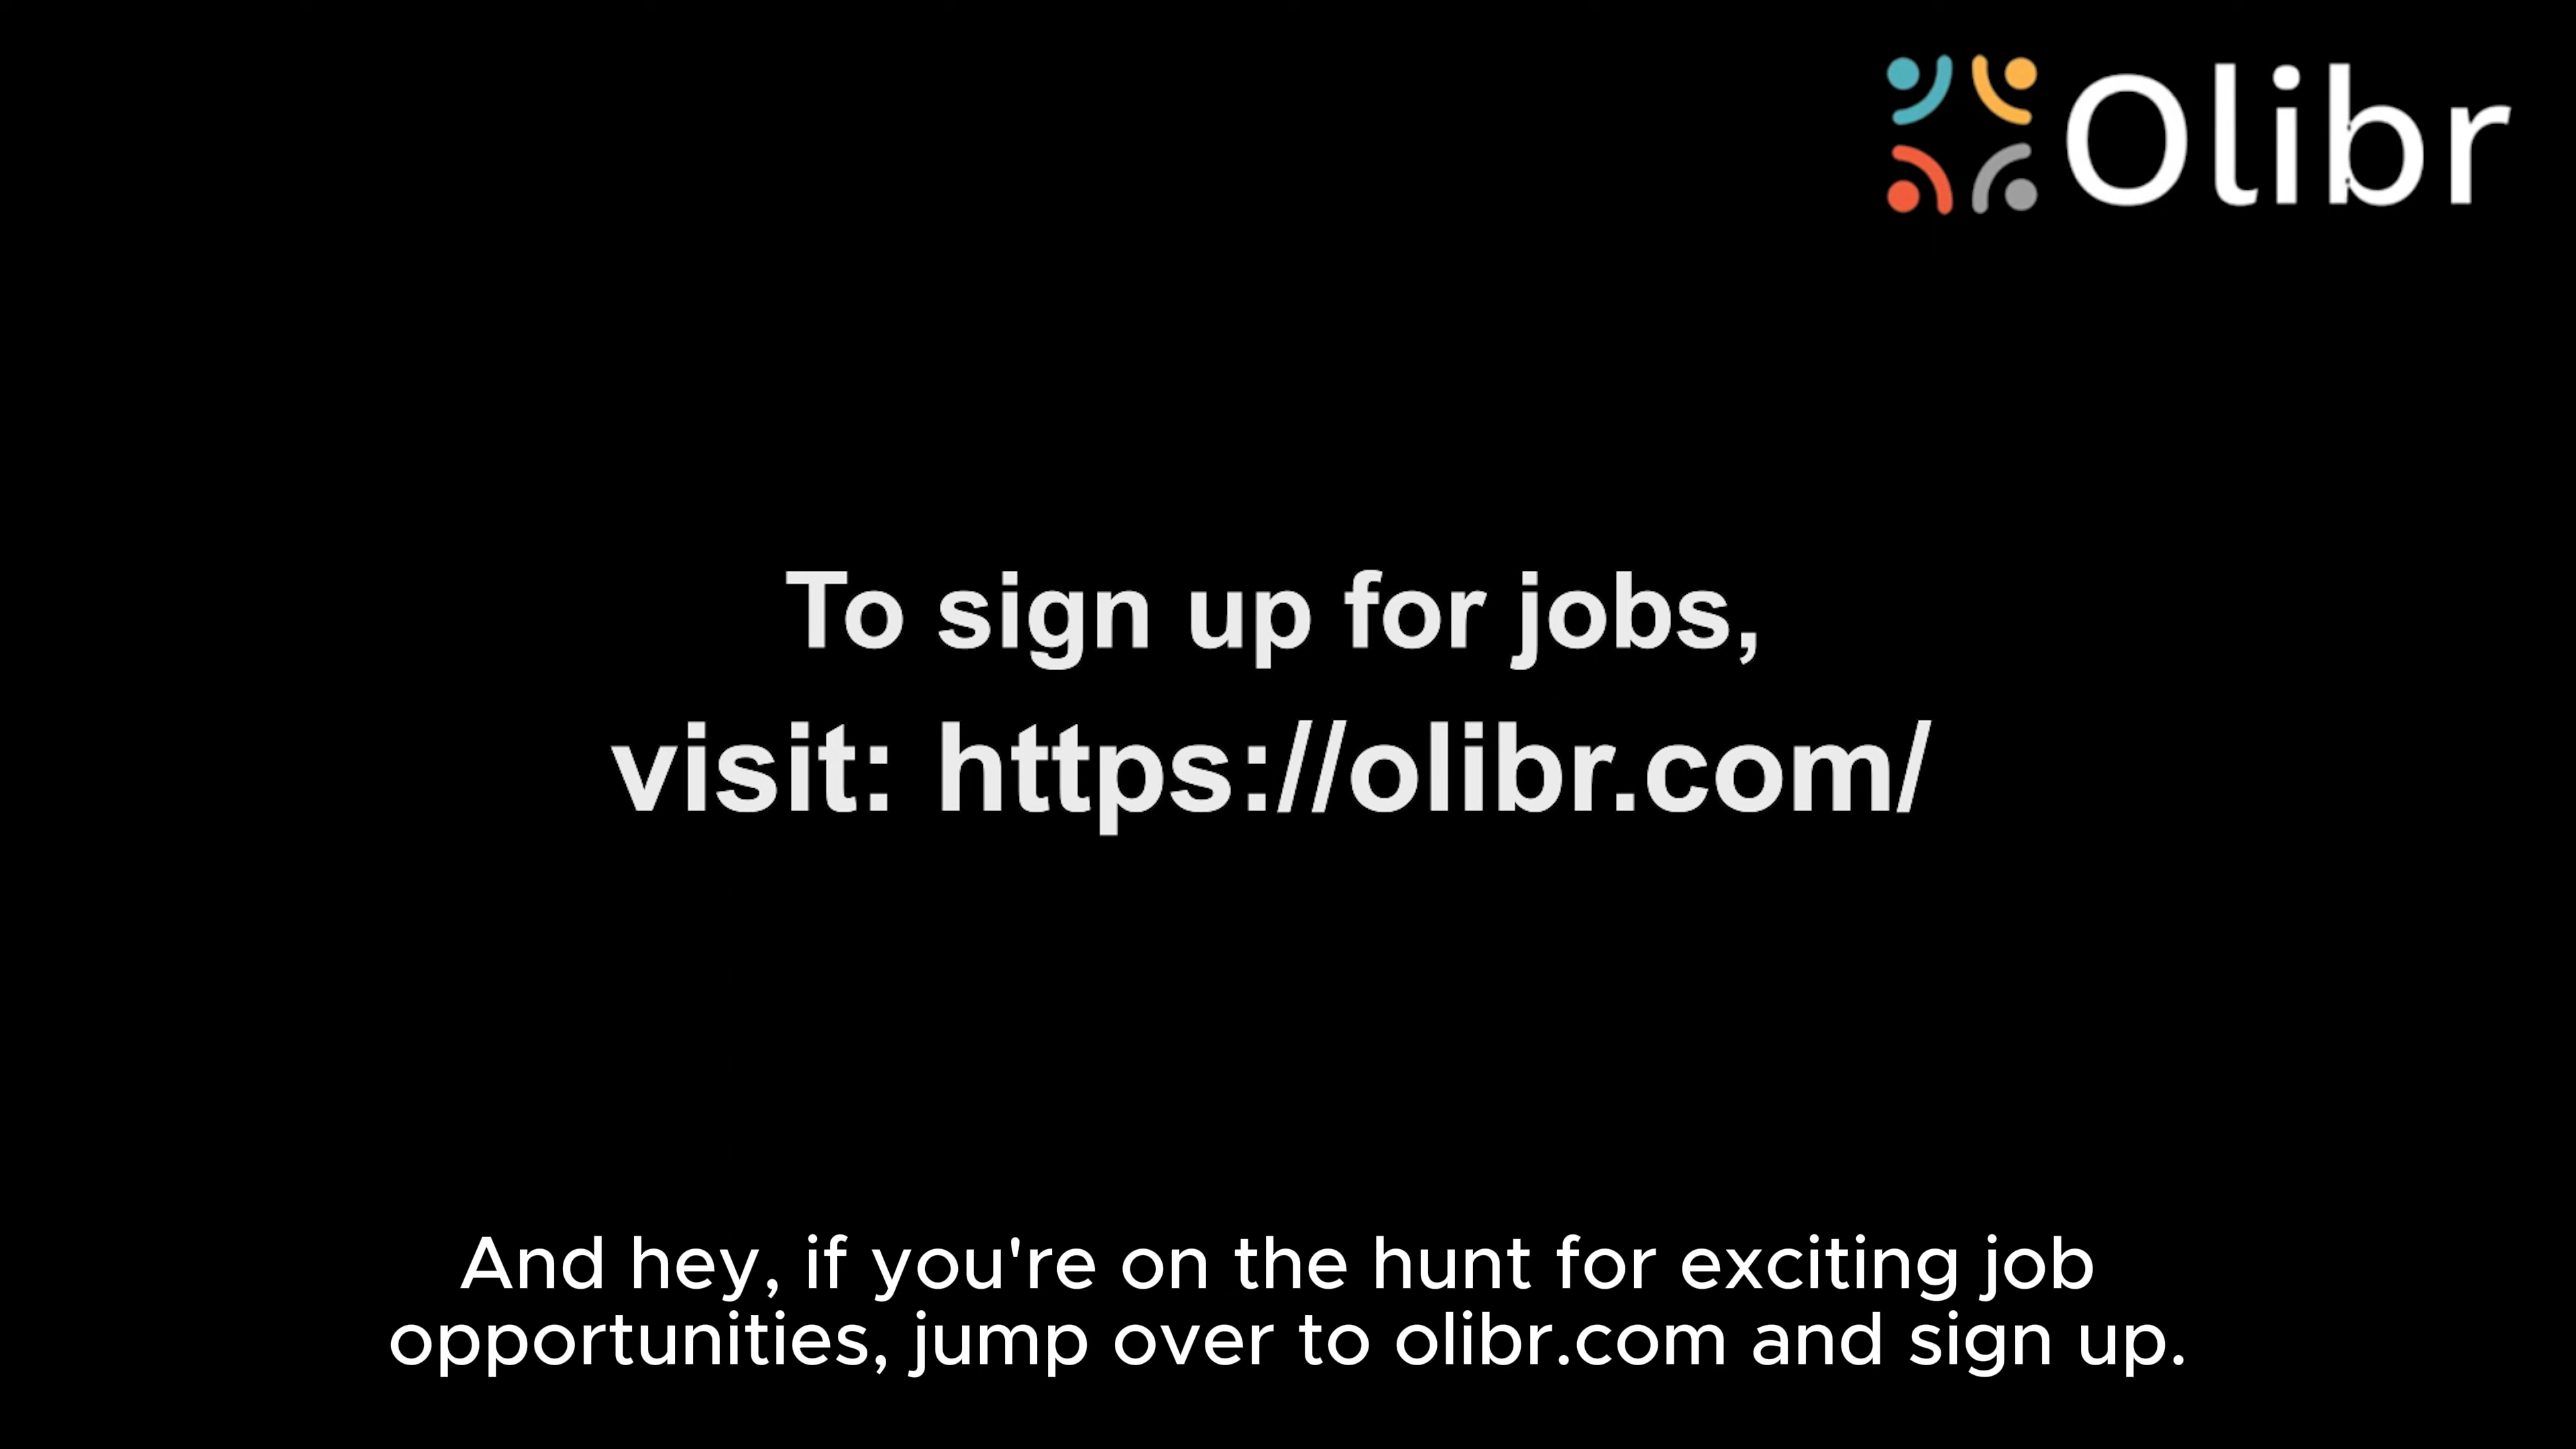 Olibr
To sign up for jobs,
visit: https://olibr.com/
And hey, if you're on the hunt for exciting job
opportunities, jump over to olibr.com and sign up.